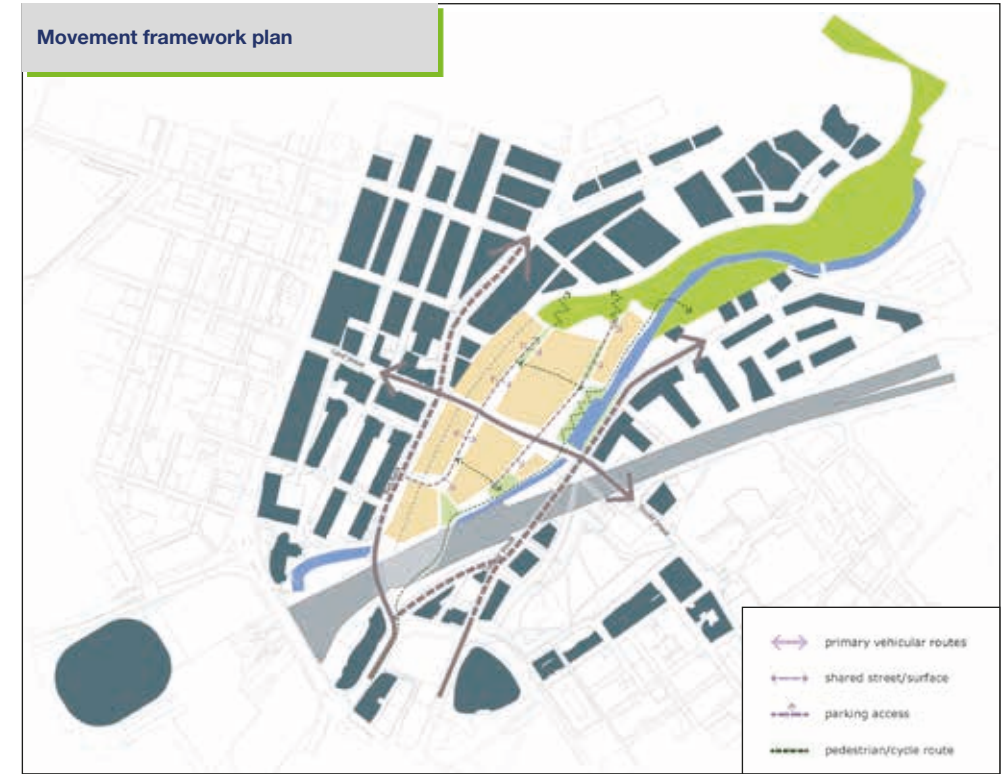 Movement framework plan
primary vehicular routes
shared street/surface
parking access
pedestrian/cycle route